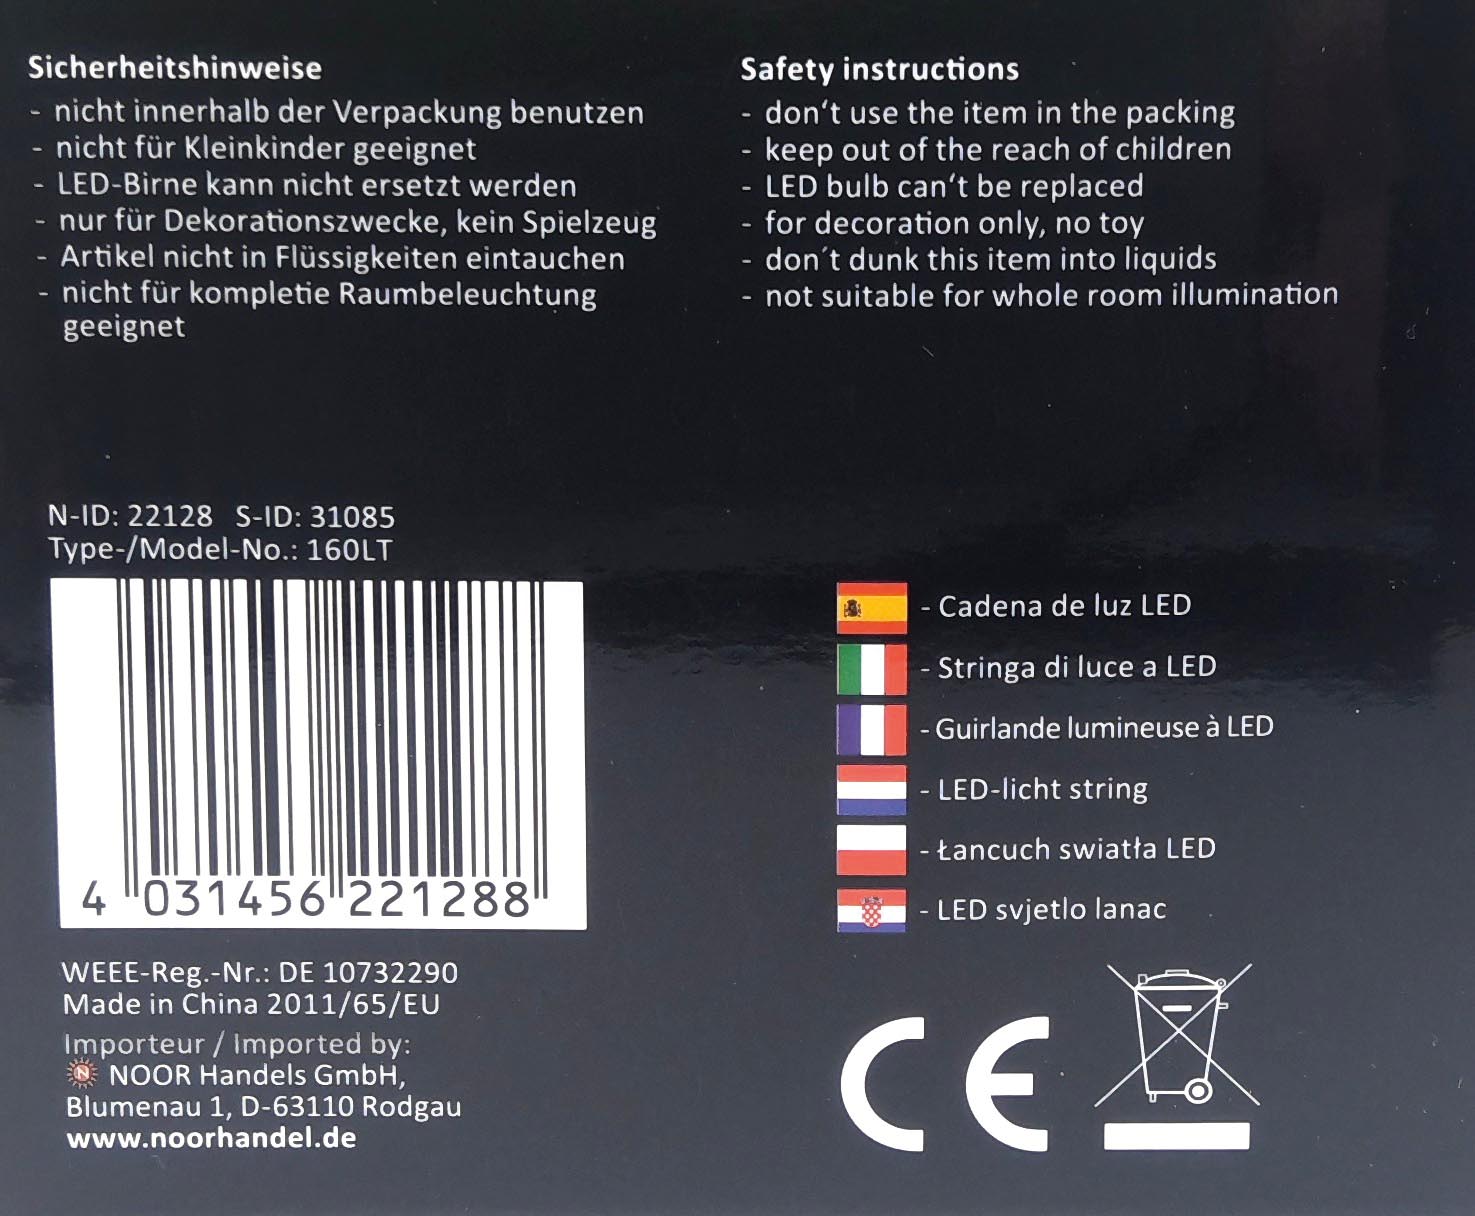 Sicherheitshinweise
- nicht innerhalb der Verpackung benutzen
- nicht für Kleinkinder geeignet
- LED-Birne kann nicht ersetzt werden
- nur für Dekorationszwecke, kein Spielzeug
- Artikel nicht in Flüssigkeiten eintauchen
- nicht für kompletie Raumbeleuchtung
geeignet
Safety instructions
- don't use the item in the packing
- keep out of the reach of children
- LED bulb can't be replaced
- for decoration only, no toy
- don´t dunk this item into liquids
- not suitable for whole room illumination
N-ID: 22128 S-ID: 31085
Type-/Model-No.: 160LT
4 031456 221288
WEEE-Reg.-Nr.: DE 10732290
Made in China 2011/65/EU
Importeur / Imported by:
N NOOR Handels GmbH,
Blumenau 1, D-63110 Rodgau
www.noorhandel.de
- Cadena de luz LED
- Stringa di luce a LED
- Guirlande lumineuse à LED
- LED-licht string
- Łancuch swiatła LED
- LED svjetlo lanac
CE